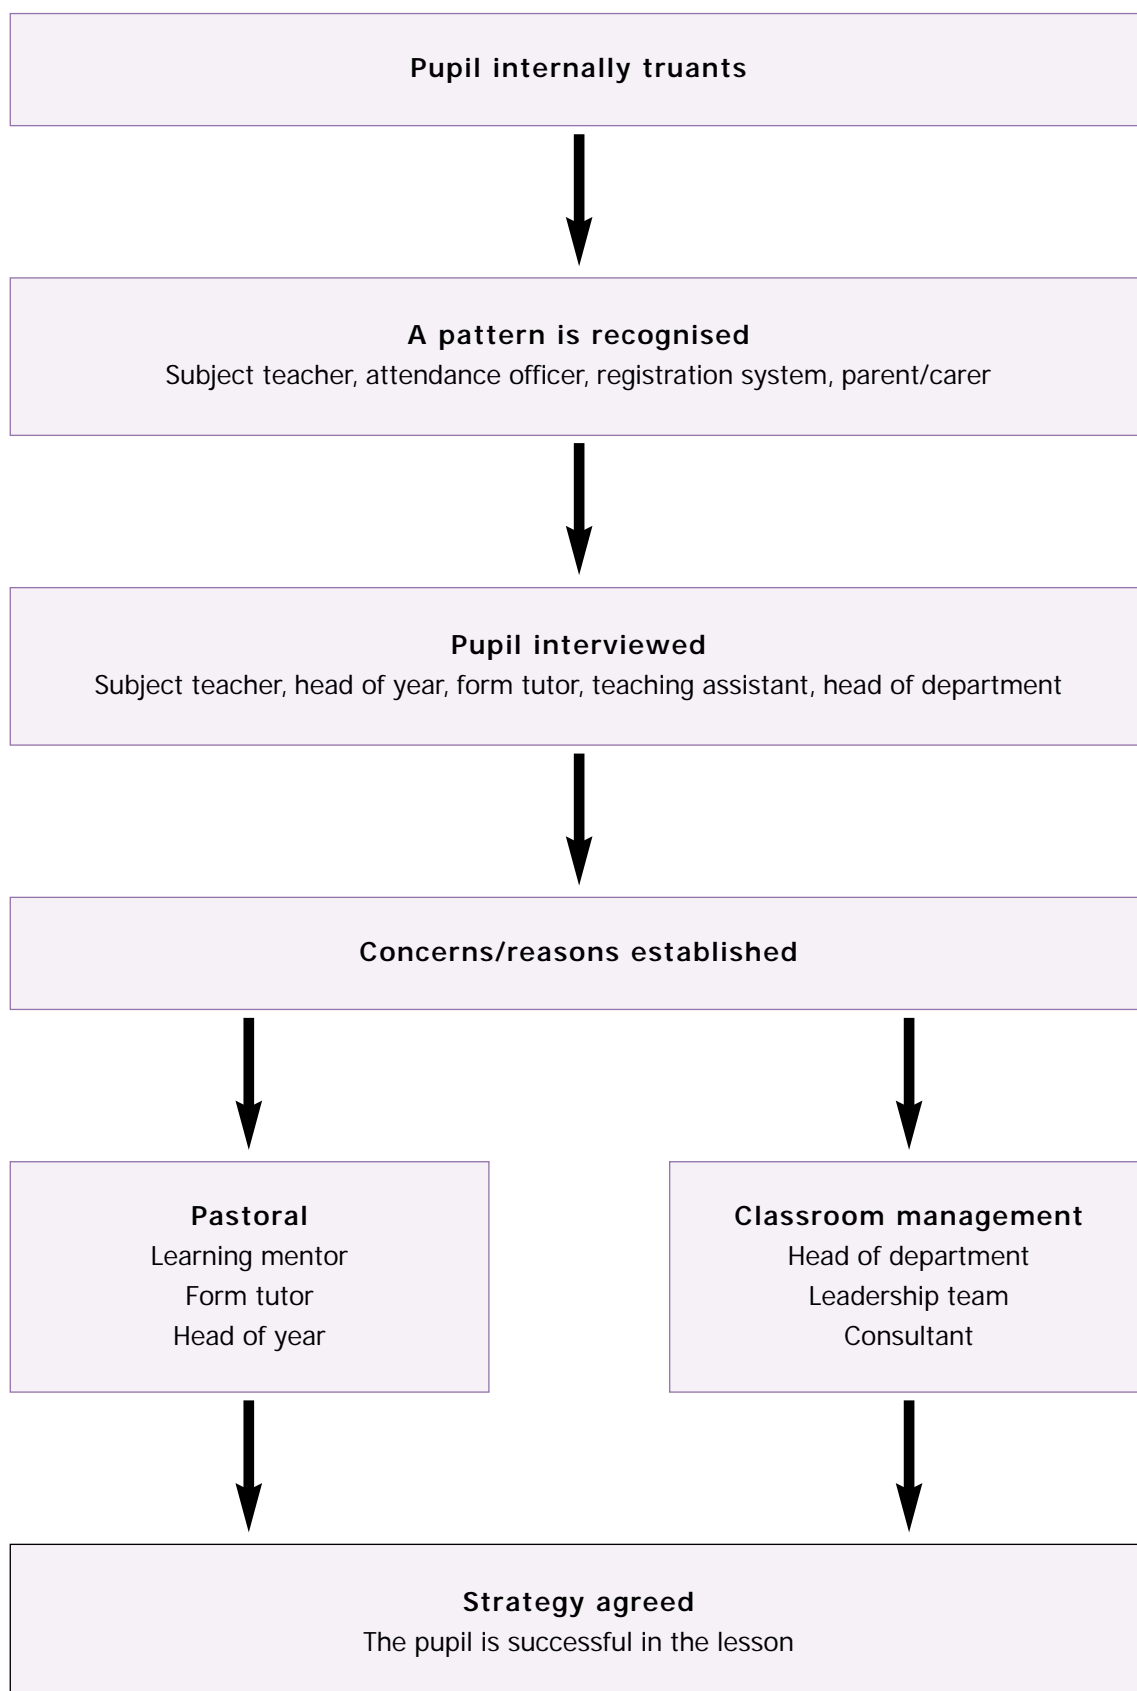 Pupil internally truants
A pattern is recognised
Subject teacher, attendance officer, registration system, parent/carer
Pupil interviewed
Subject teacher, head of year, form tutor, teaching assistant, head of department
Concerns/reasons established
Pastoral
Learning mentor
Form tutor
Head of year
Classroom management
Head of department
Leadership team
Consultant
Strategy agreed
The pupil is successful in the lesson